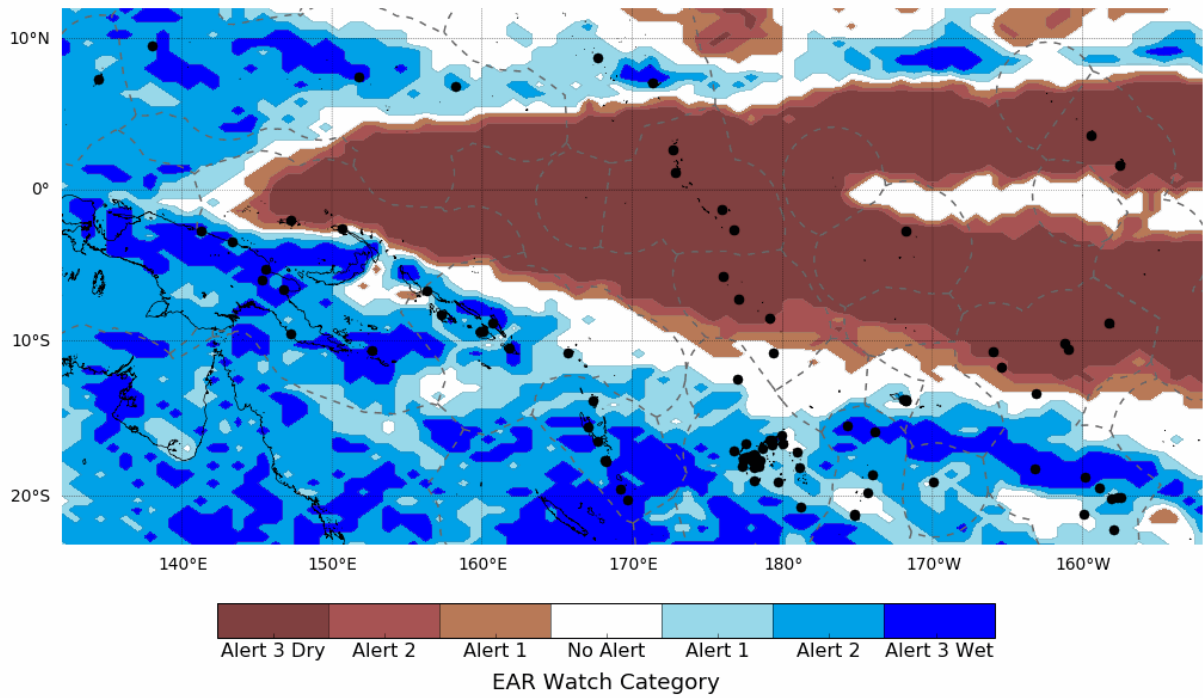 10°N
0°
10°S
20°S
140°E 150°E 160°E 170°E 180° 170°W 160°W
Alert 3 Dry Alert 2 Alert 1 No Alert Alert 1 Alert 2 Alert 3 Wet
EAR Watch Category